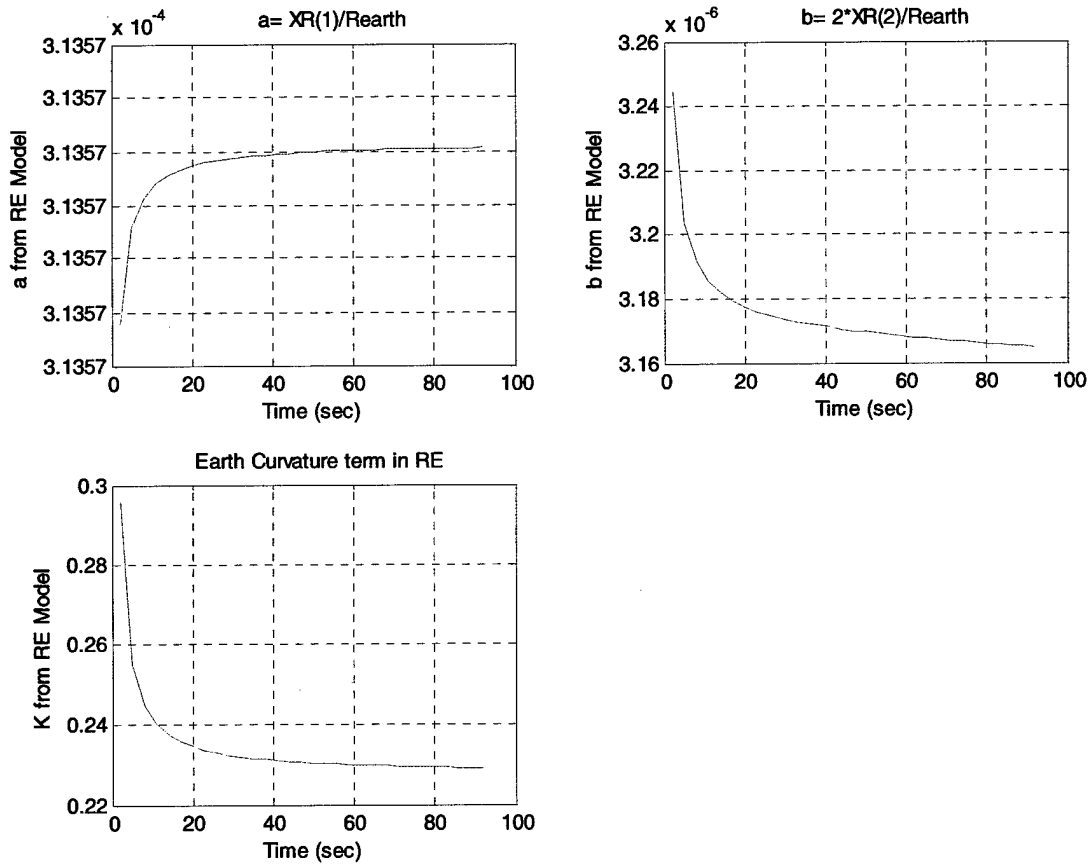 a= XR(1)/Rearth
x 10-4
3.1357
3.1357
3.1357
3.1357
3.1357
3.1357
3.1357
a from RE Model
0 20 40 60 80 100
Time (sec)
b= 2*XR(2)/Rearth
x 10-6
3.26
3.24
3.22
3.2
3.18
3.16
b from RE Model
0 20 40 60 80 100
Time (sec)
Earth Curvature term in RE
0.3
0.28
0.26
0.24
0.22
K from RE Model
0 20 40 60 80 100
Time (sec)